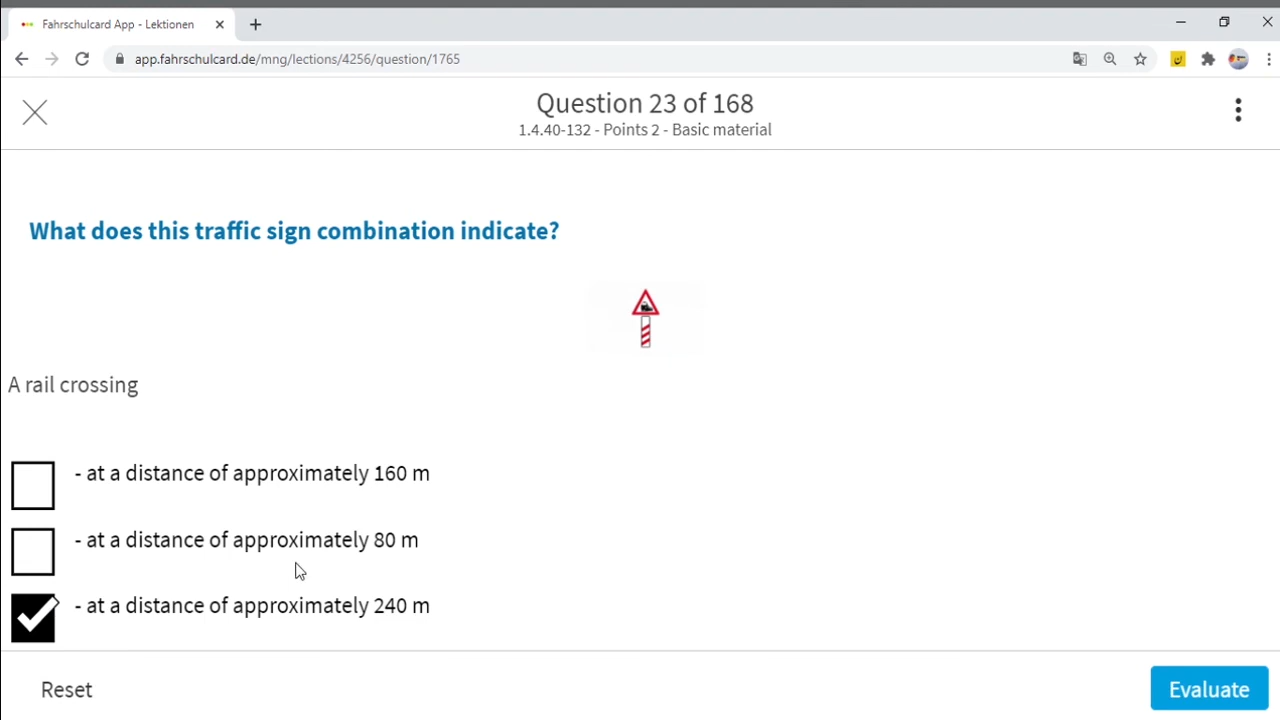 Fahrschulcard App - Lektionen
app.fahrschulcard.de/mng/lections/4256/question/1765
Question 23 of 168
1.4.40-132 - Points 2 - Basic material
What does this traffic sign combination indicate?
A rail crossing
- at a distance of approximately 160 m
- at a distance of approximately 80 m
- at a distance of approximately 240 m
Reset
Evaluate